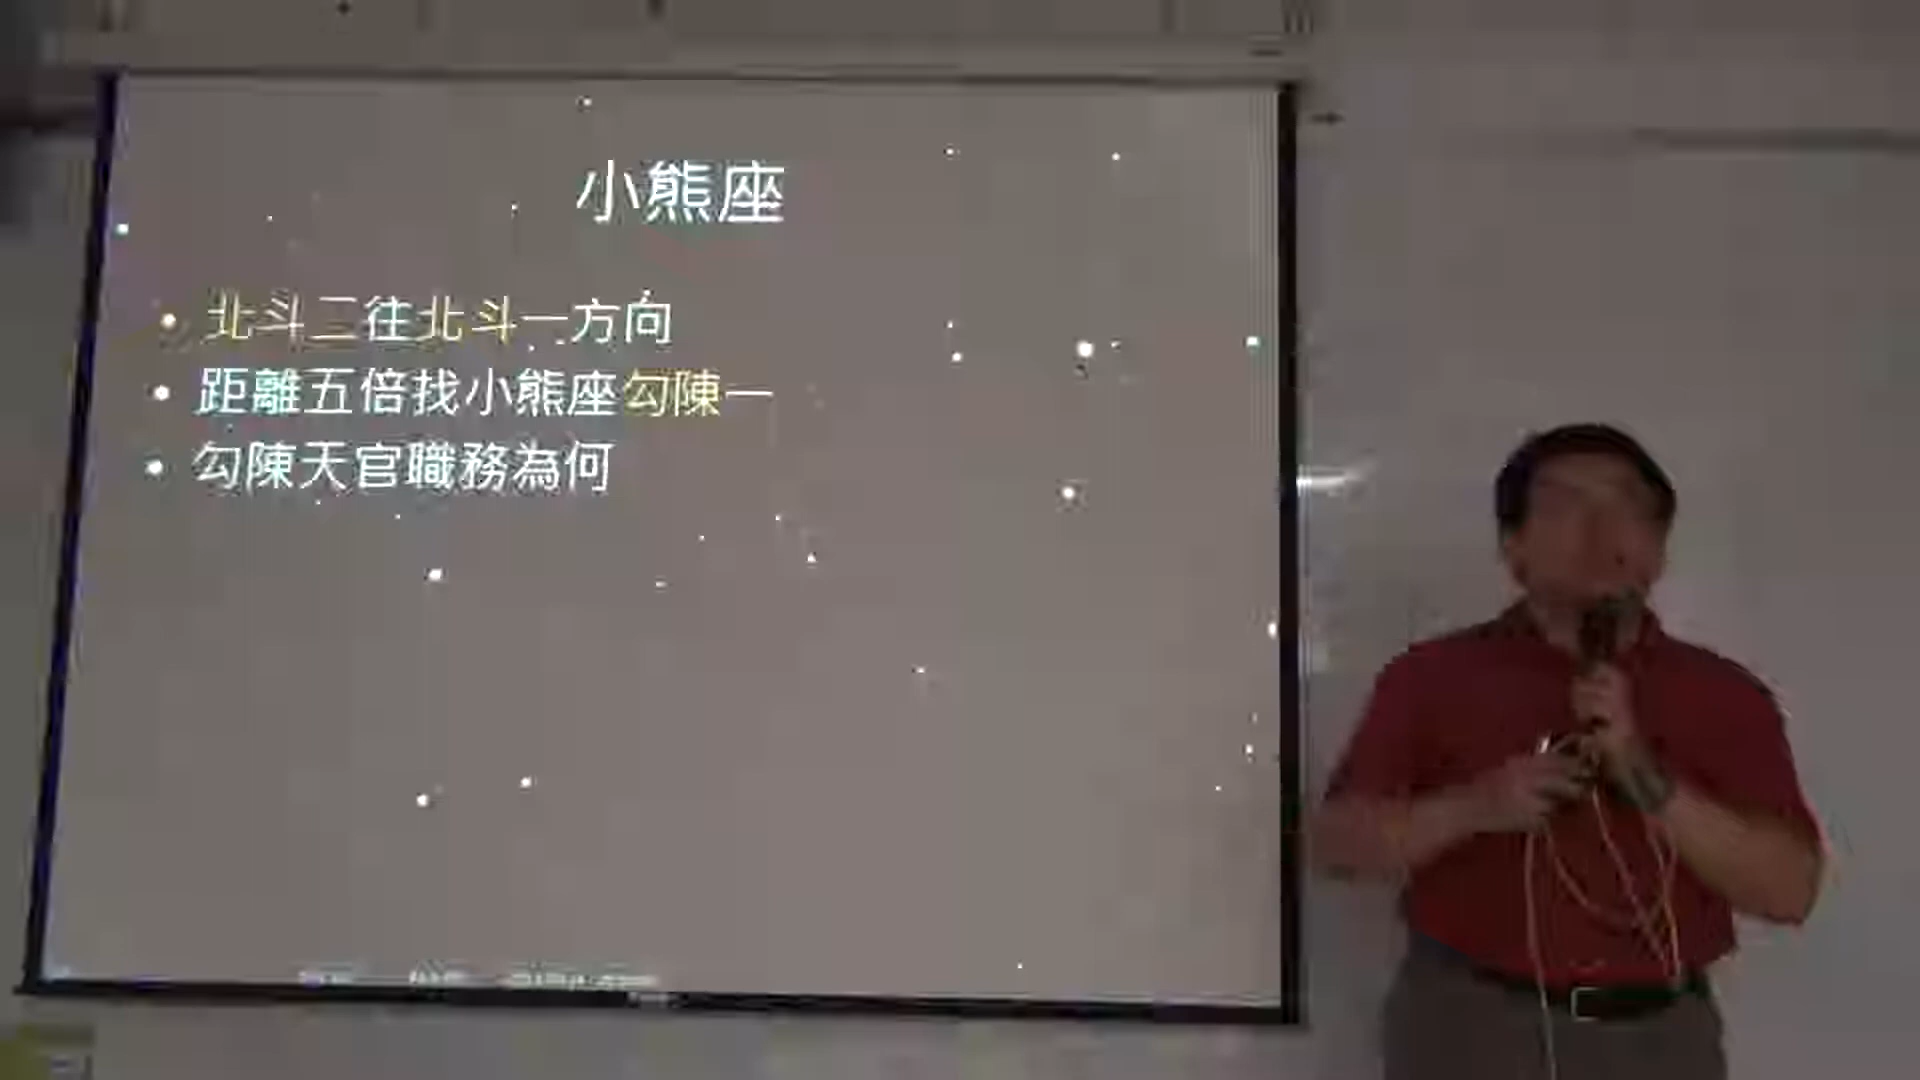 小熊座
北斗二往北斗一方向
距離五倍找小熊座勾陳一
勾陳天官職務為何